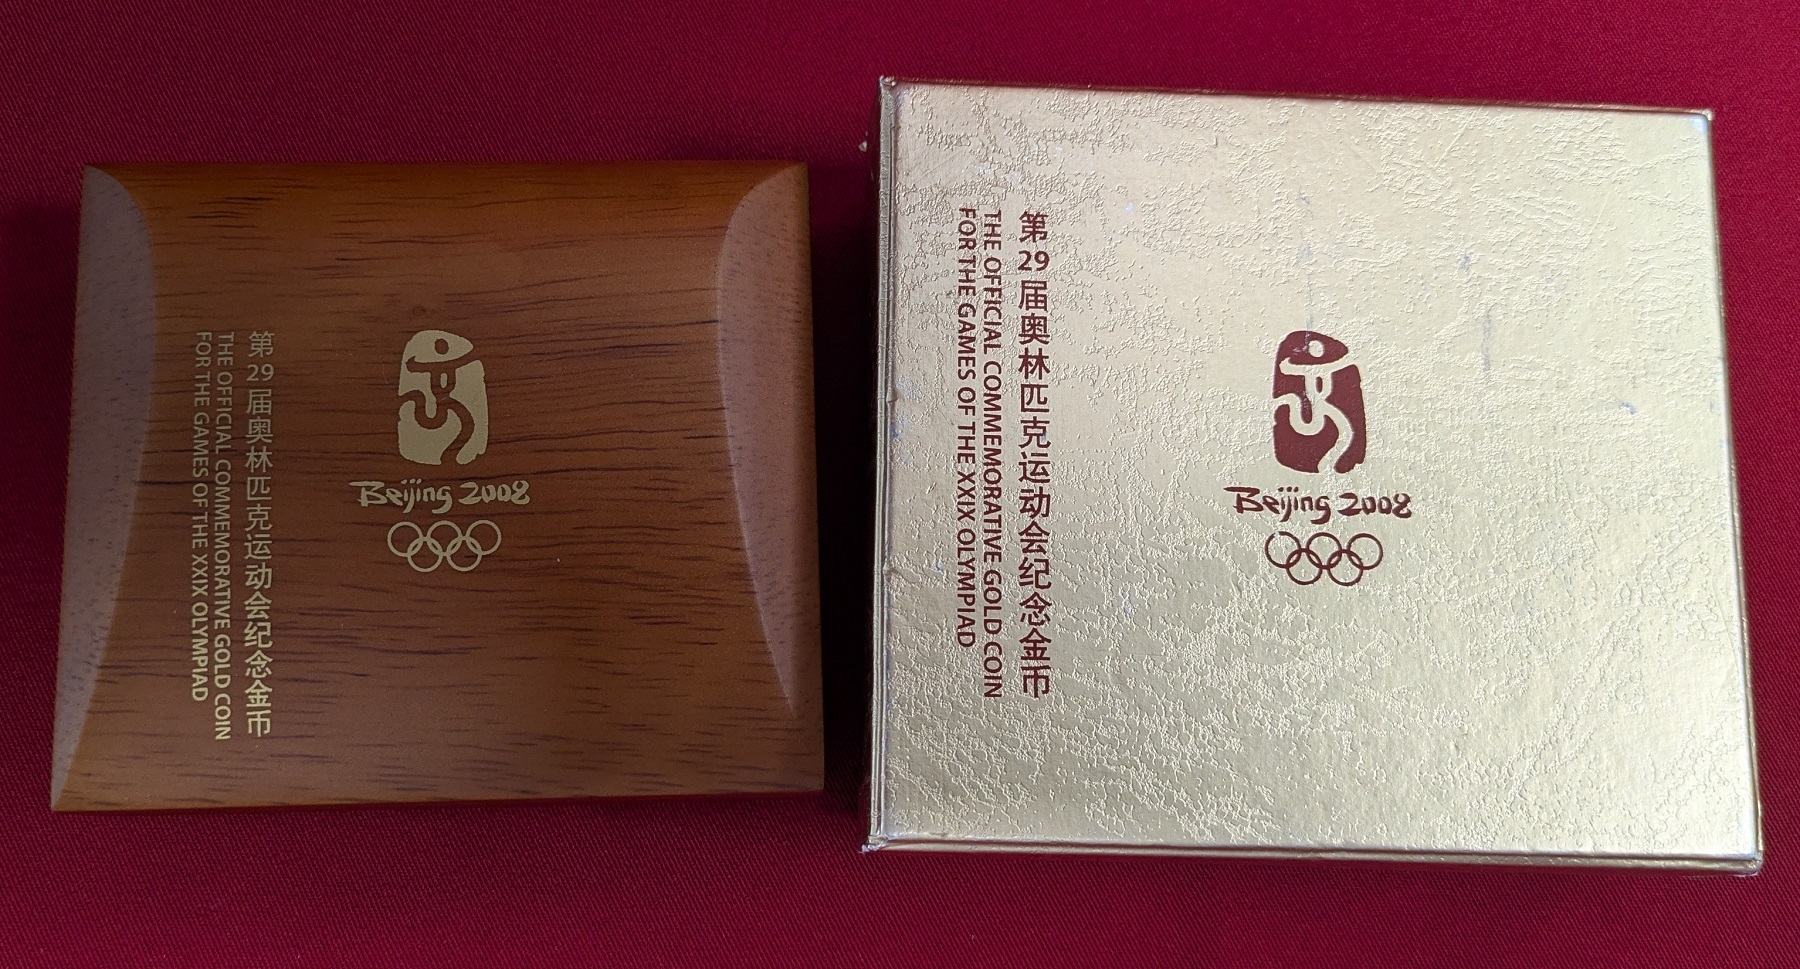 第29届奥林匹克运动会纪念金币
THE OFFICIAL COMMEMORATIVE GOLD COIN
FOR THE GAMES OF THE XXIX OLYMPIAD
Beijing 2008
第29届奥林匹克运动会纪念金币
THE OFFICIAL COMMEMORATIVE GOLD COIN
FOR THE GAMES OF THE XXIX OLYMPIAD
Beijing 2008